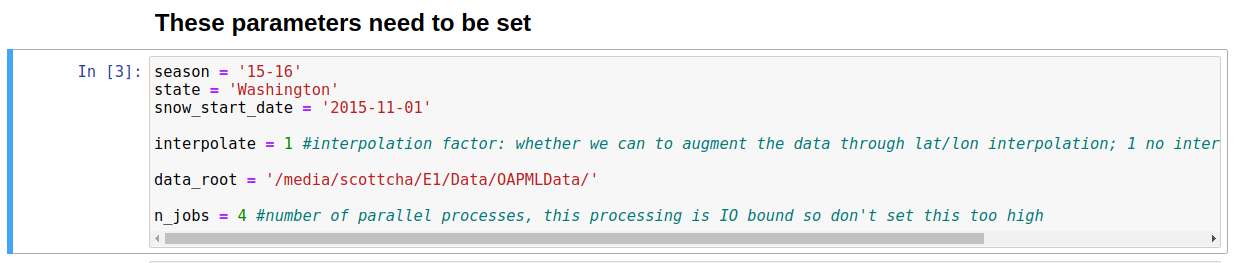 These parameters need to be set
In [3]:
season = '15-16'
state = 'Washington'
snow_start_date = '2015-11-01'
interpolate = 1 #interpolation factor: whether we can to augment the data through lat/lon interpolation; 1 no inter
data_root = '/media/scottcha/E1/Data/OAPMLData/'
n_jobs = 4 #number of parallel processes, this processing is IO bound so don't set this too high